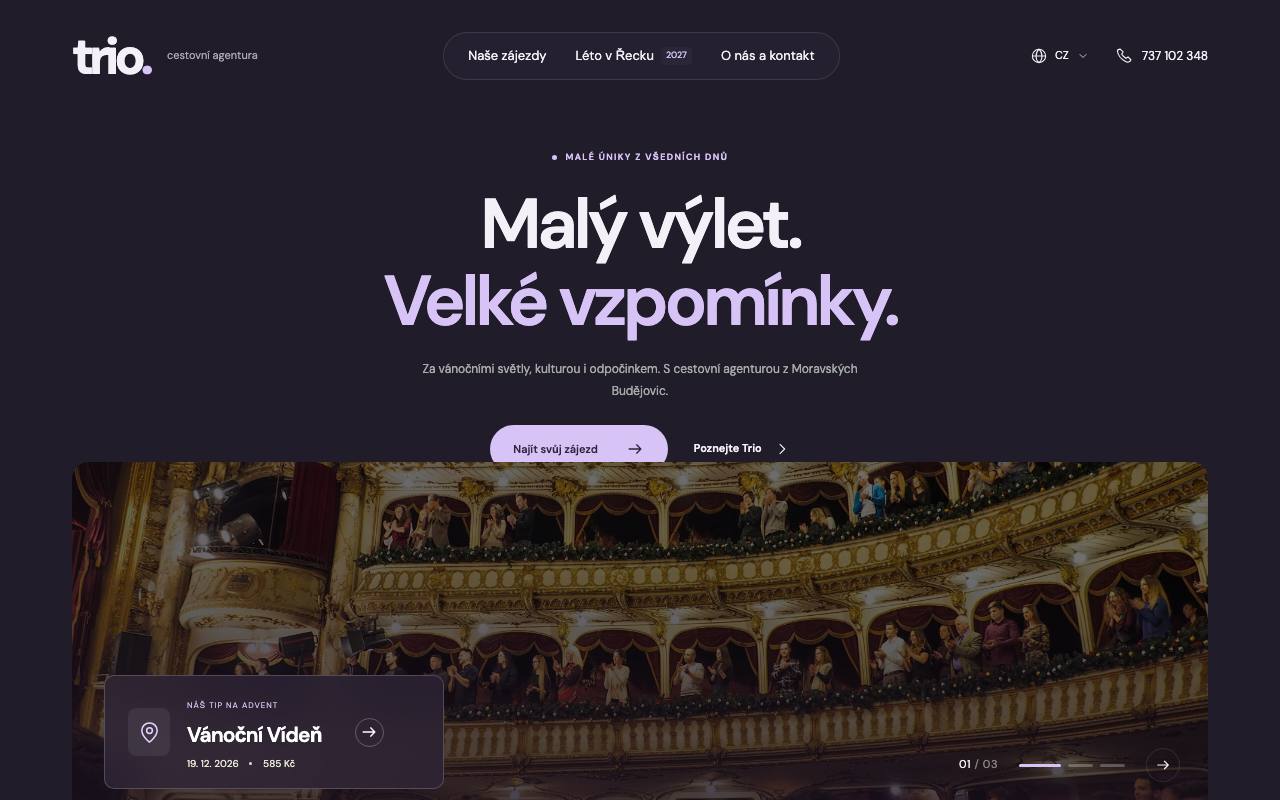 trio.
cestovní agentura
Naše zájezdy
Léto v Řecku 2027
O nás a kontakt
CZ
737 102 348
MALÉ ÚNIKY Z VŠEDNÍCH DNŮ
Malý výlet.
Velké vzpomínky.
Za vánočními světly, kulturou i odpočinkem. S cestovní agenturou z Moravských
Budějovic.
Najít svůj zájezd
Poznejte Trio
NÁŠ TIP NA ADVENT
Vánoční Vídeň
19. 12. 2026 • 585 Kč
01 / 03